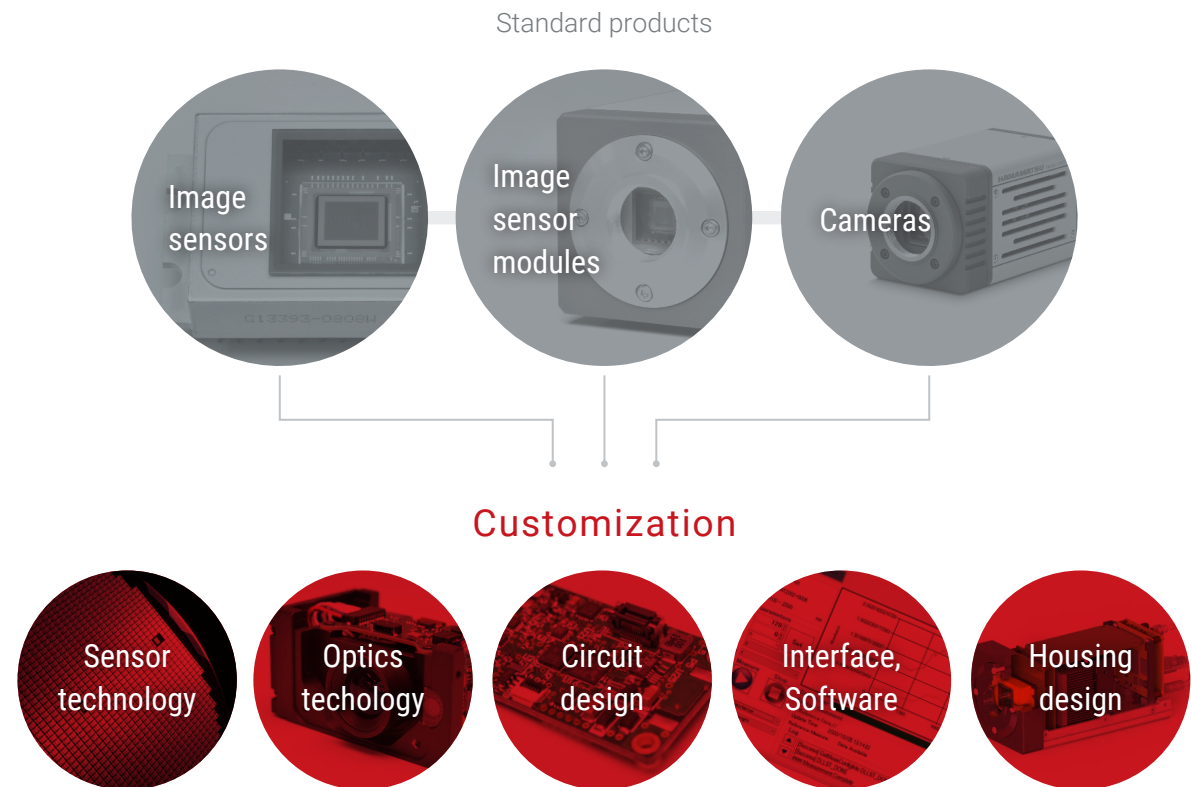 Standard products
Image
sensors
Image
sensor
modules
Cameras
HAMAMATSU
Customization
Sensor
technology
Optics
techology
Circuit
design
Interface,
Software
Housing
design